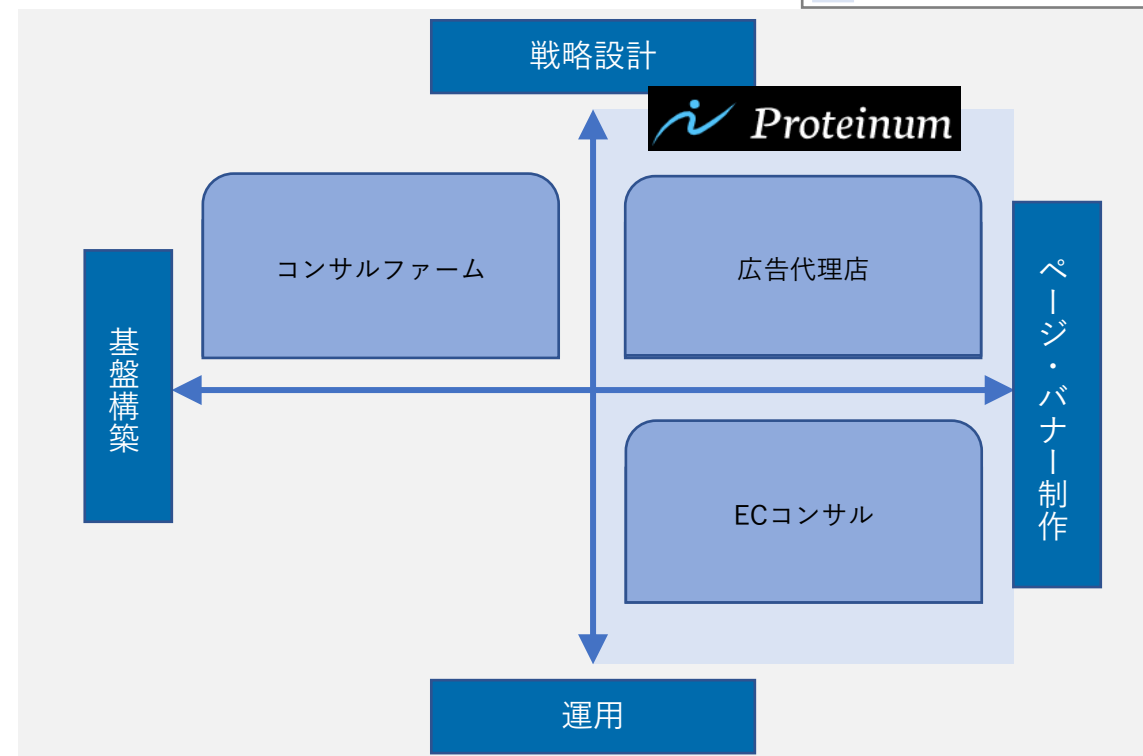 戦略設計
Proteinum
コンサルファーム
広告代理店
基盤構築
ページ・バナー制作
ECコンサル
運用